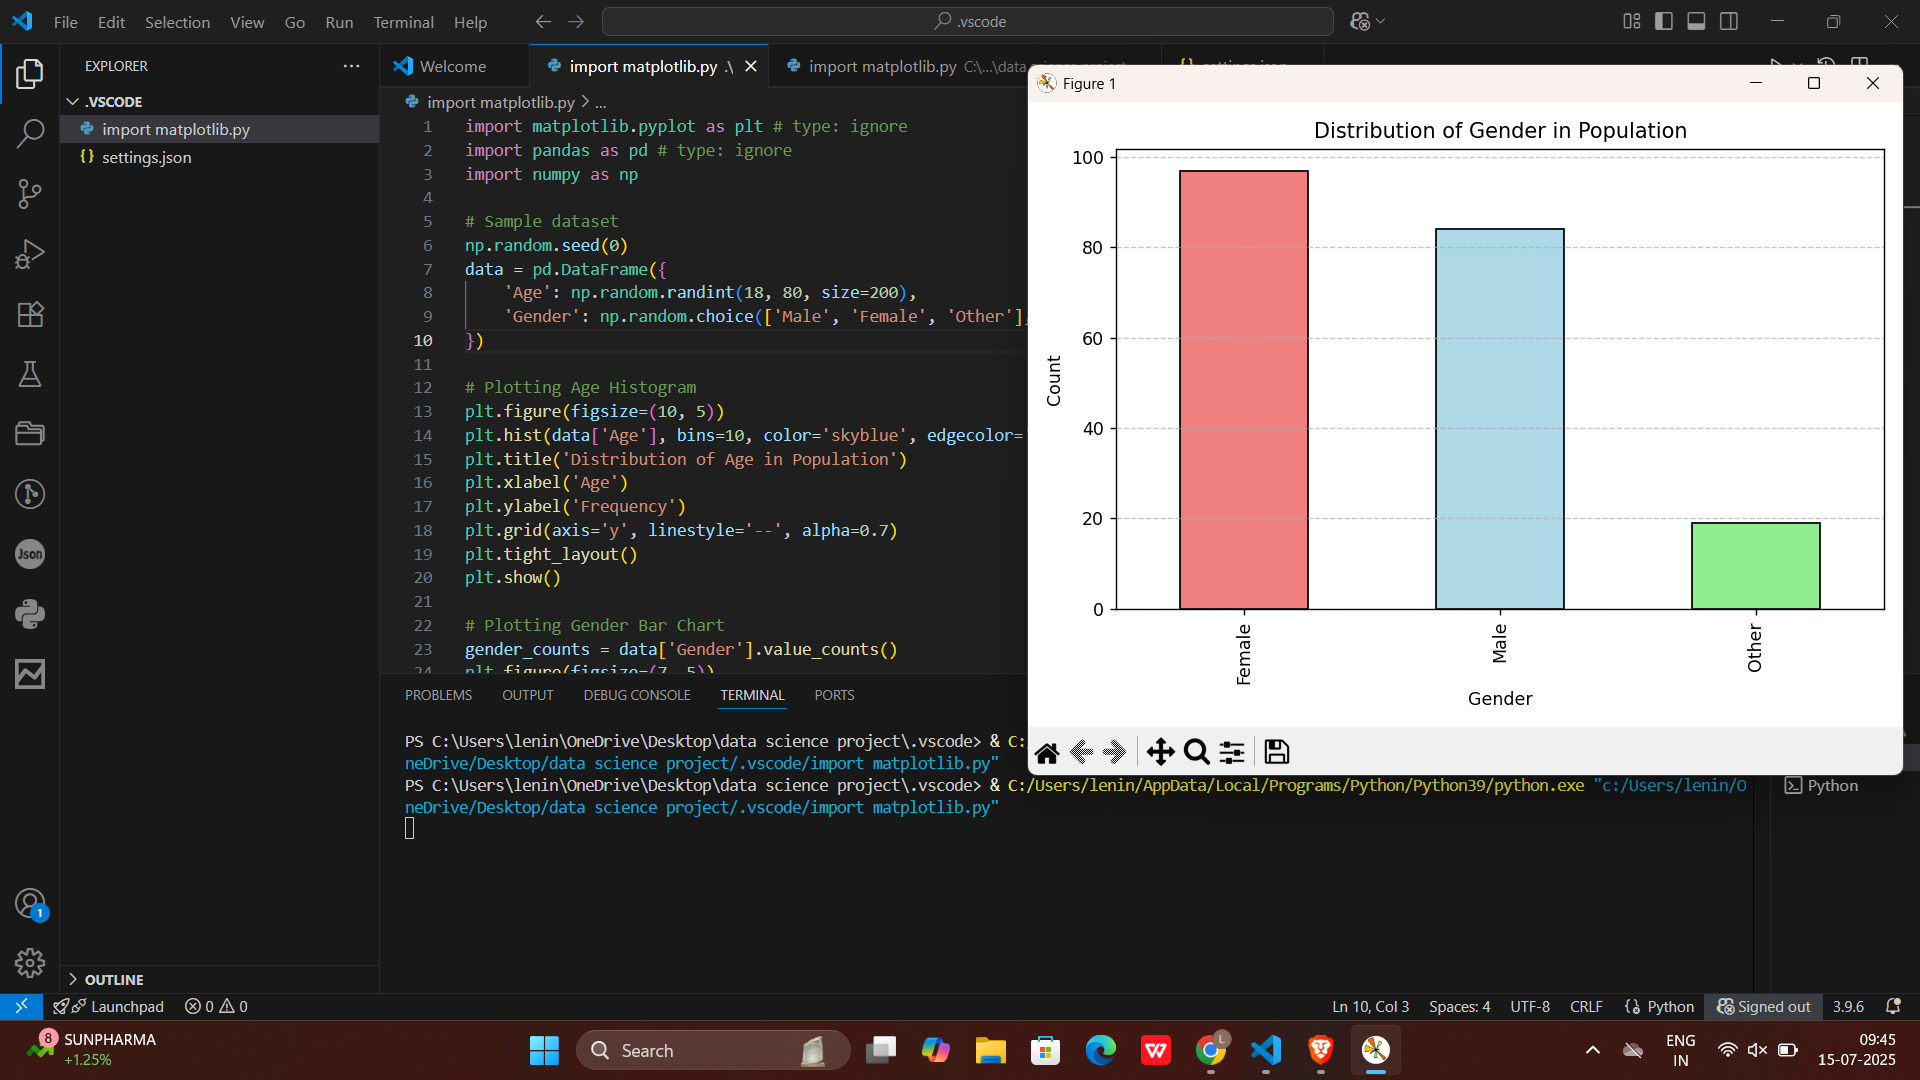 File Edit Selection View Go Run Terminal Help
.vscode
EXPLORER
.VSCODE
import matplotlib.py
settings.json
OUTLINE
Welcome
import matplotlib.py .\
import matplotlib.py C:\...\data
import matplotlib.py > ...
1 import matplotlib.pyplot as plt # type: ignore
2 import pandas as pd # type: ignore
3 import numpy as np
4
5 # Sample dataset
6 np.random.seed(0)
7 data = pd.DataFrame({
8 'Age': np.random.randint(18, 80, size=200),
9 'Gender': np.random.choice(['Male', 'Female', 'Other'],
10 })
11
12 # Plotting Age Histogram
13 plt.figure(figsize=(10, 5))
14 plt.hist(data['Age'], bins=10, color='skyblue', edgecolor='
15 plt.title('Distribution of Age in Population')
16 plt.xlabel('Age')
17 plt.ylabel('Frequency')
18 plt.grid(axis='y', linestyle='--', alpha=0.7)
19 plt.tight_layout()
20 plt.show()
21
22 # Plotting Gender Bar Chart
23 gender_counts = data['Gender'].value_counts()
24 plt.figure(figsize=(7, 5))
Figure 1
Distribution of Gender in Population
100
80
60
40
20
0
Count
Female
Male
Other
Gender
PROBLEMS OUTPUT DEBUG CONSOLE TERMINAL PORTS
PS C:\Users\lenin\OneDrive\Desktop\data science project\.vscode> & C:
neDrive/Desktop/data science project/.vscode/import matplotlib.py"
PS C:\Users\lenin\OneDrive\Desktop\data science project\.vscode> & C:/Users/lenin/AppData/Local/Programs/Python/Python39/python.exe "c:/Users/lenin/O
neDrive/Desktop/data science project/.vscode/import matplotlib.py"
Python
Json
1
Launchpad 0 0
Ln 10, Col 3 Spaces: 4 UTF-8 CRLF {} Python Signed out 3.9.6
8
SUNPHARMA
+1.25%
Search
W
L
ENG
IN
09:45
15-07-2025